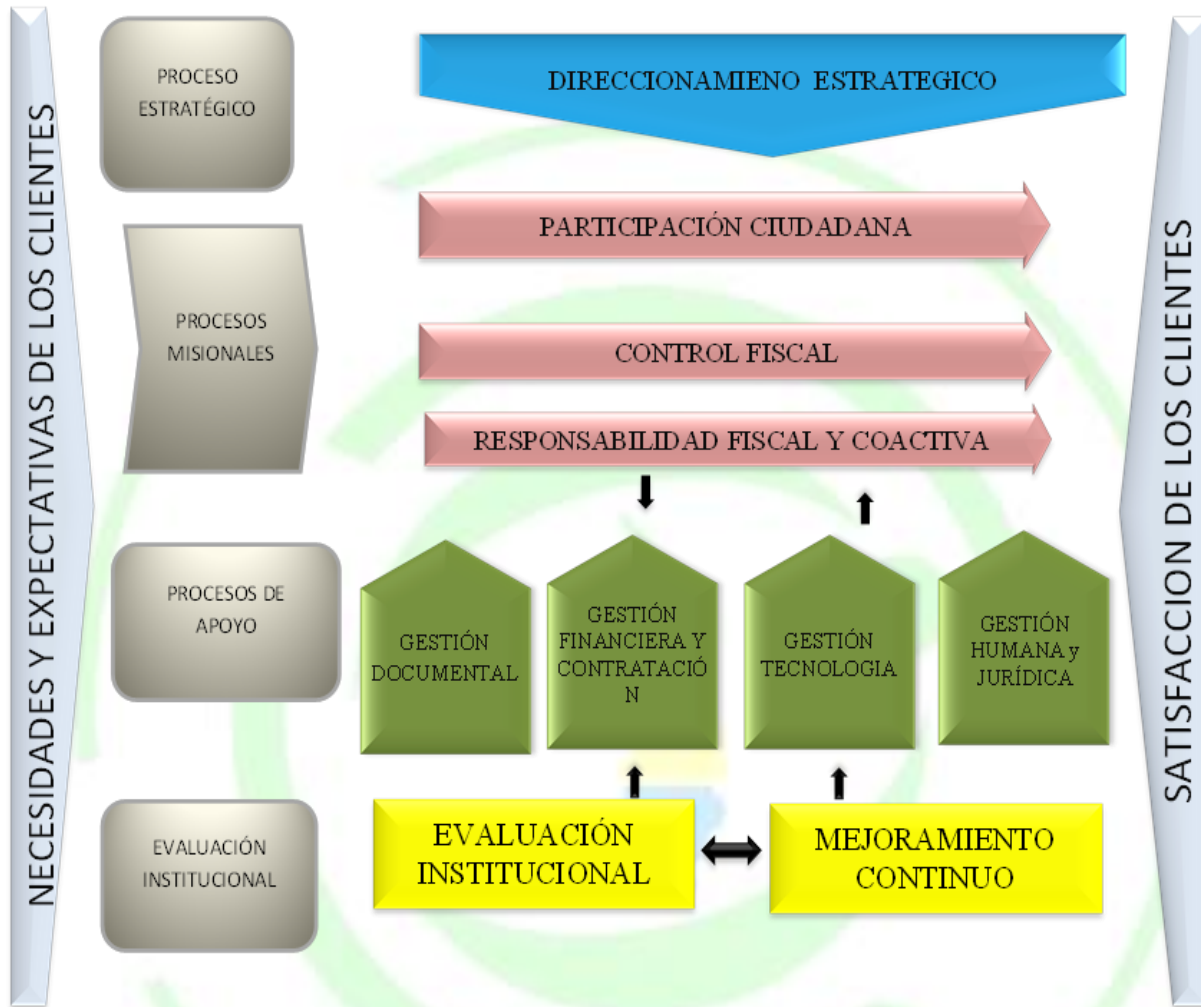 NECESIDADES Y EXPECTATIVAS DE LOS CLIENTES
PROCESO
ESTRATÉGICO
DIRECCIONAMIENO ESTRATEGICO
PROCESOS
MISIONALES
PARTICIPACIÓN CIUDADANA
CONTROL FISCAL
RESPONSABILIDAD FISCAL Y COACTIVA
PROCESOS DE
APOYO
GESTIÓN
DOCUMENTAL
GESTIÓN
FINANCIERA Y
CONTRATACIÓ
N
GESTIÓN
TECNOLOGIA
GESTIÓN
HUMANA y
JURÍDICA
EVALUACIÓN
INSTITUCIONAL
EVALUACIÓN
INSTITUCIONAL
MEJORAMIENTO
CONTINUO
SATISFACCION DE LOS CLIENTES